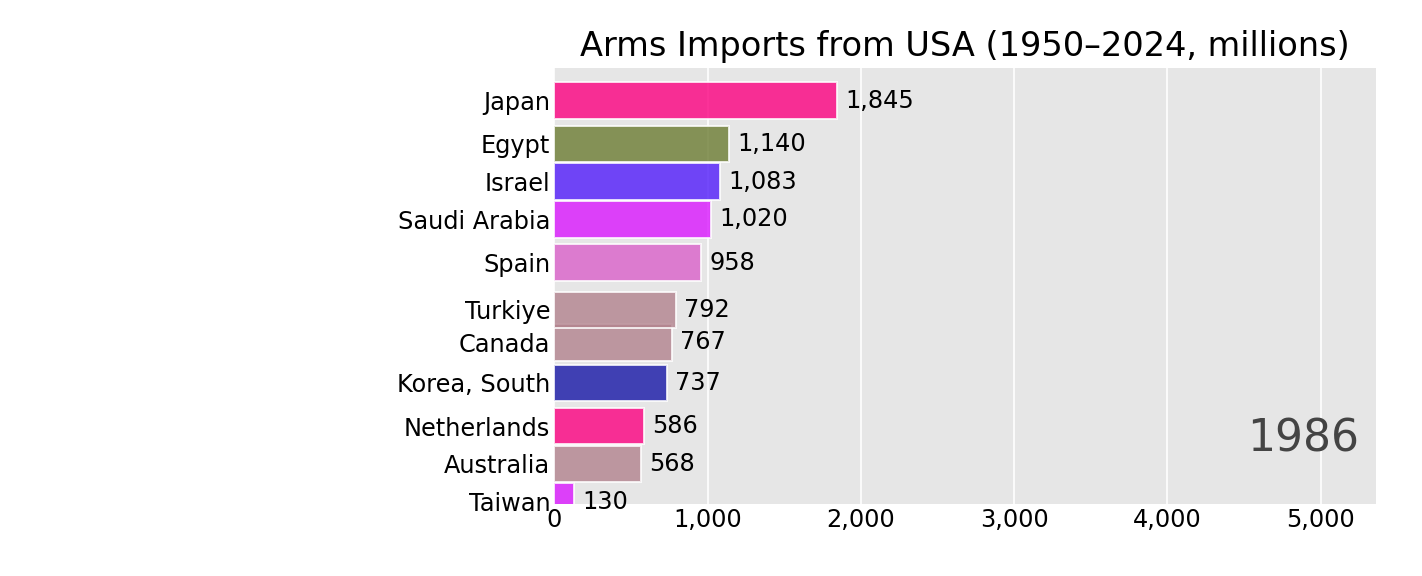 Arms Imports from USA (1950–2024, millions)
Japan 1,845
Egypt 1,140
Israel 1,083
Saudi Arabia 1,020
Spain 958
Turkiye 792
Canada 767
Korea, South 737
Netherlands 586
1986
Australia 568
Taiwan 130
0 1,000 2,000 3,000 4,000 5,000